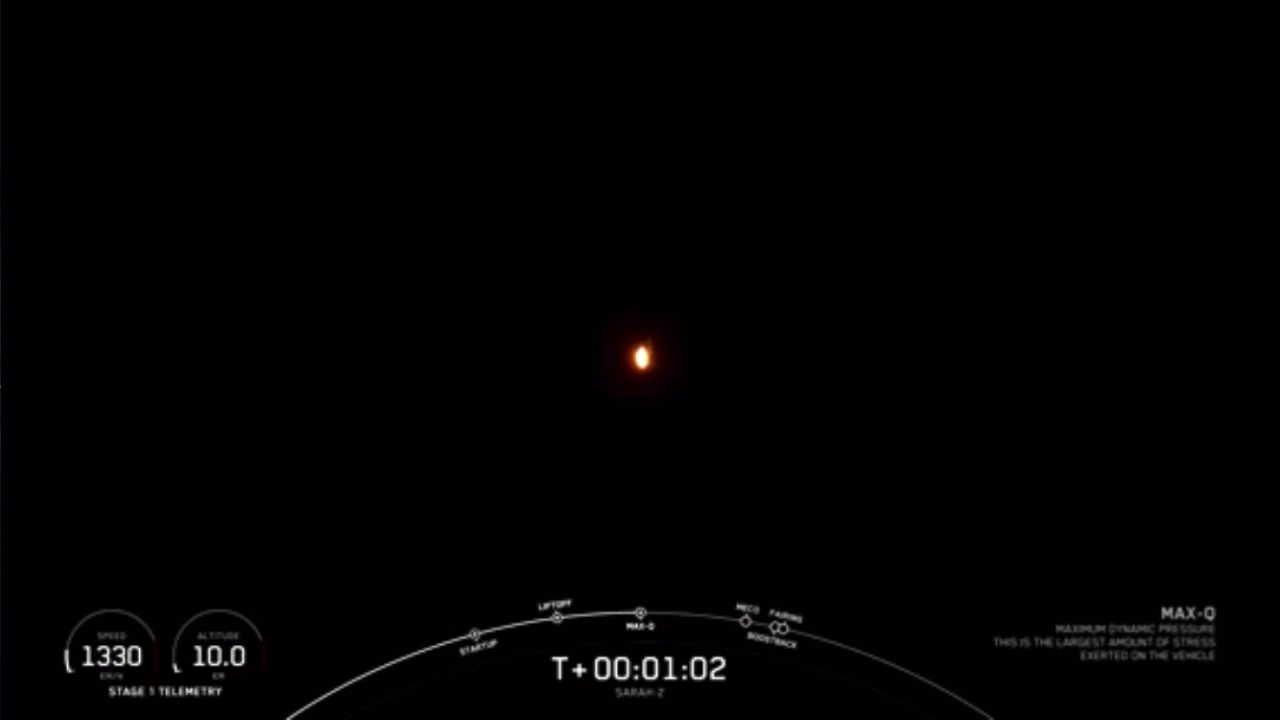 SPEED
1330
KM/H
ALTITUDE
10.0
KM
STAGE 1 TELEMETRY
STARTUP
LIFTOFF
MAX-Q
MECO
FAIRING
BOOSTBACK
T+00:01:02
SARAH-2
MAX-Q
MAXIMUM DYNAMIC PRESSURE
THIS IS THE LARGEST AMOUNT OF STRESS
EXERTED ON THE VEHICLE